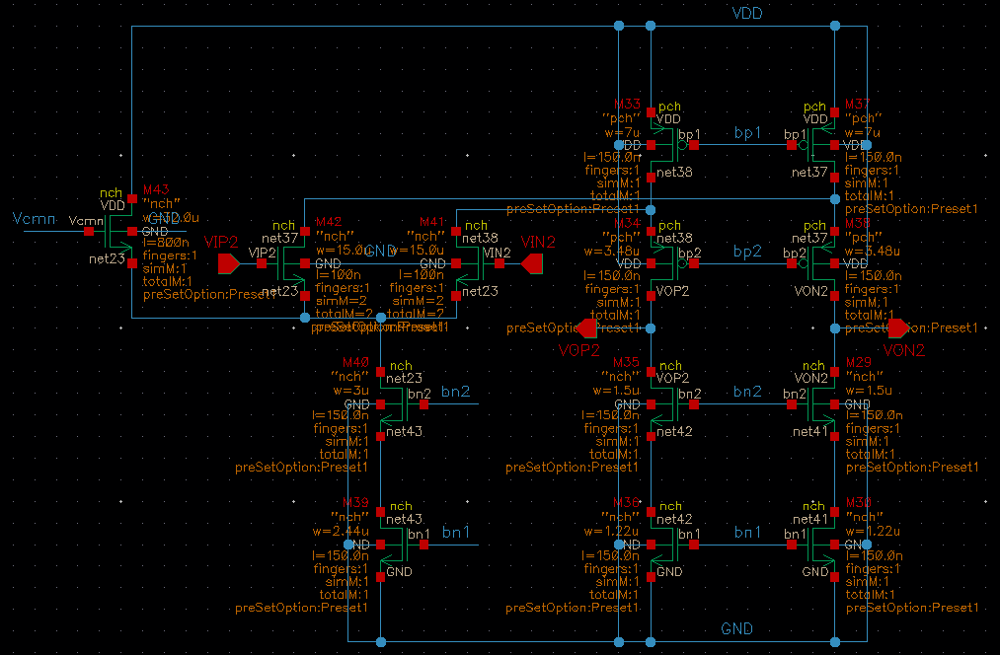 VDD
M33
pch
VDD
"pch"
w=7u
bp1
l=150.0n
fingers:1
simM:1
totalM:1
net38
preSetOption:Preset1
bp1
M37
pch
VDD
"pch"
w=7u
bp1
VDD
l=150.0n
fingers:1
simM:1
totalM:1
net37
preSetOption:Preset1
Vcmn
M43
nch
VDD
"nch"
Vcmn
GND
GND
l=800n
fingers:1
simM:1
totalM:1
net23
preSetOption:Preset1
VIP2
M42
nch
net37
"nch"
w=15.0u
VIP2
GND
l=100n
fingers:1
simM=2
totalM=2
net23
GND
M41
nch
net38
"nch"
w=15.0u
VIN2
GND
l=100n
fingers:1
simM=2
totalM=2
net23
preSetOption:Preset1
VIN2
M34
pch
net38
"pch"
w=3.48u
bp2
VDD
l=150.0n
fingers:1
simM:1
totalM:1
VOP2
bp2
pch
net37
"pch"
w=3.48u
bp2
VDD
l=150.0n
fingers:1
simM:1
totalM:1
VON2
preSetOption:Preset1
VOP2
VON2
M40
nch
net23
"nch"
w=3u
bn2
bn2
GND
l=150.0n
fingers:1
simM:1
totalM:1
net43
preSetOption:Preset1
M35
nch
VOP2
"nch"
w=1.5u
bn2
GND
l=150.0n
fingers:1
simM:1
totalM:1
net42
preSetOption:Preset1
bn2
M29
nch
VON2
"nch"
w=1.5u
bn2
GND
l=150.0n
fingers:1
simM:1
totalM:1
net41
preSetOption:Preset1
M39
nch
net43
"nch"
w=2.44u
bn1
bn1
l=150.0n
fingers:1
simM:1
totalM:1
GND
preSetOption:Preset1
M38
nch
net42
"nch"
w=1.22u
bn1
l=150.0n
fingers:1
simM:1
totalM:1
GND
preSetOption:Preset1
bn1
M30
nch
net41
"nch"
w=1.22u
bn1
l=150.0n
fingers:1
simM:1
totalM:1
GND
preSetOption:Preset1
GND